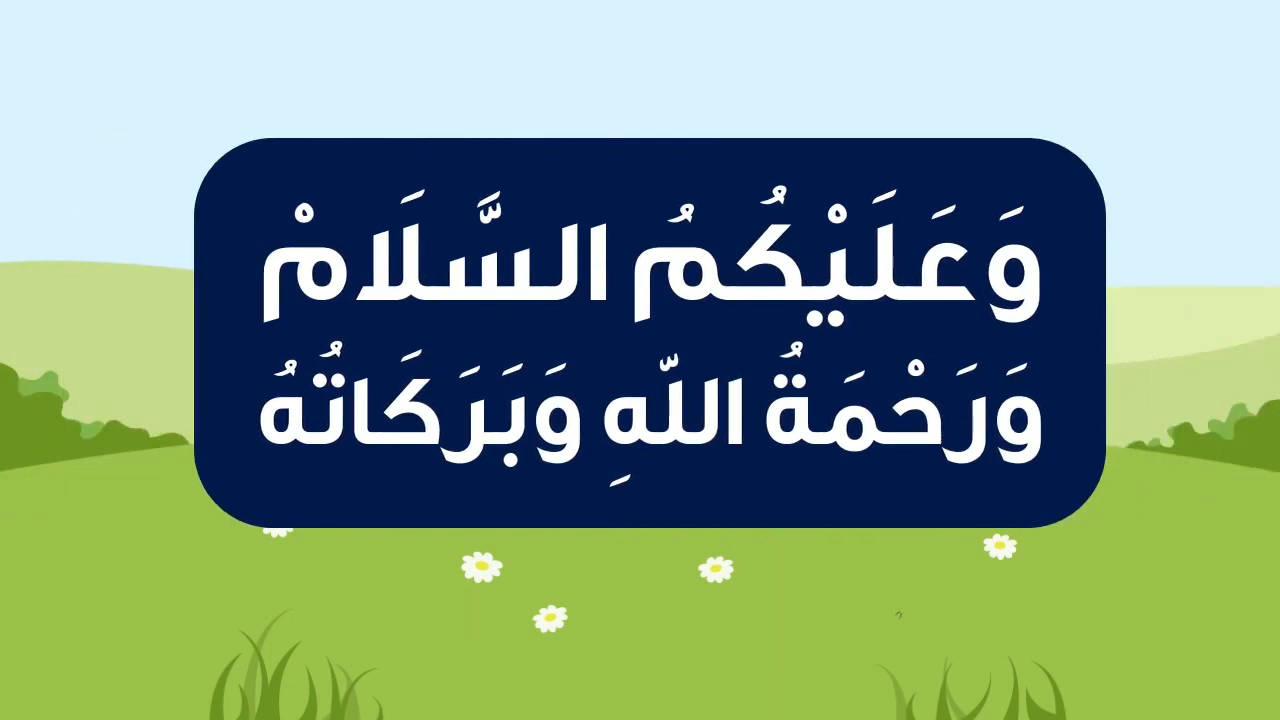 وَعَلَيْكُمُ السَّلَامْ
وَرَحْمَةُ اللّهِ وَبَرَكَاتُهُ